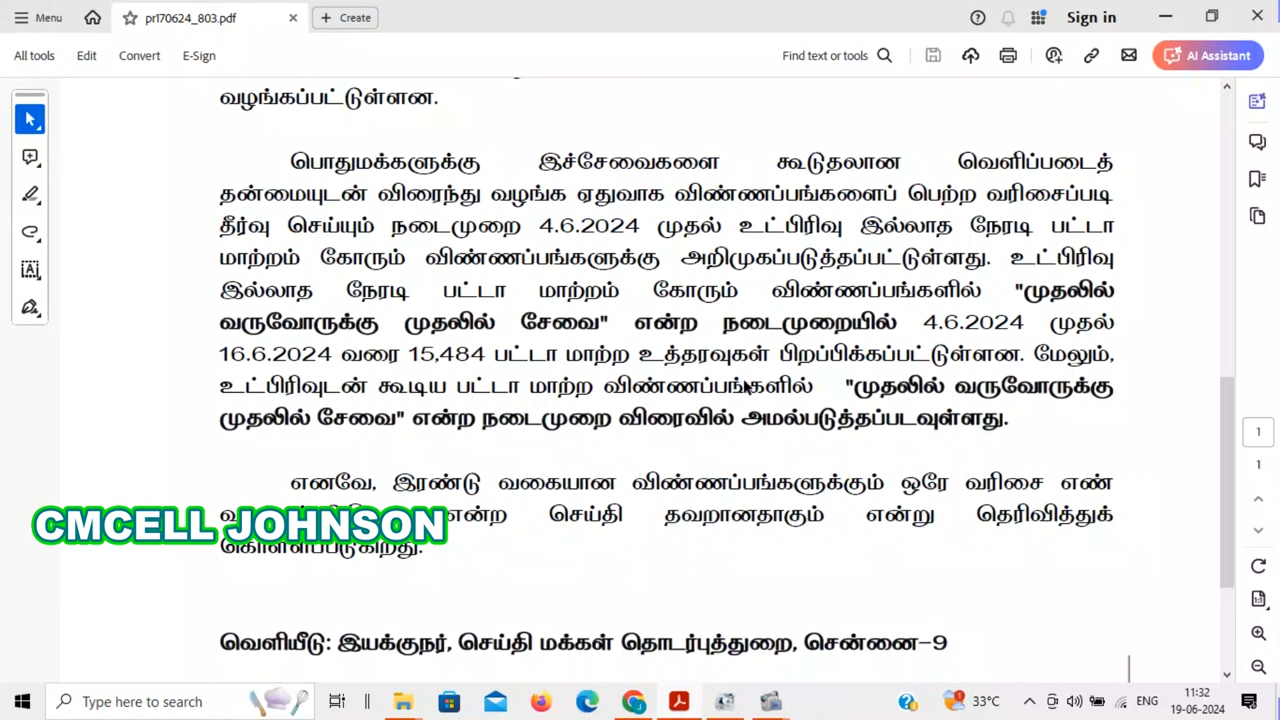 Menu
pr170624_803.pdf
Create
Sign in
All tools
Edit
Convert
E-Sign
Find text or tools
AI Assistant
வழங்கப்பட்டுள்ளன.
பொதுமக்களுக்கு இச்சேவைகளை கூடுதலான வெளிப்படைத்
தன்மையுடன் விரைந்து வழங்க ஏதுவாக விண்ணப்பங்களைப் பெற்ற வரிசைப்படி
தீர்வு செய்யும் நடைமுறை 4.6.2024 முதல் உட்பிரிவு இல்லாத நேரடி பட்டா
மாற்றம் கோரும் விண்ணப்பங்களுக்கு அறிமுகப்படுத்தப்பட்டுள்ளது. உட்பிரிவு
இல்லாத நேரடி பட்டா மாற்றம் கோரும் விண்ணப்பங்களில் "முதலில்
வருவோருக்கு முதலில் சேவை" என்ற நடைமுறையில் 4.6.2024 முதல்
16.6.2024 வரை 15,484 பட்டா மாற்ற உத்தரவுகள் பிறப்பிக்கப்பட்டுள்ளன. மேலும்,
உட்பிரிவுடன் கூடிய பட்டா மாற்ற விண்ணப்பங்களில் "முதலில் வருவோருக்கு
முதலில் சேவை" என்ற நடைமுறை விரைவில் அமல்படுத்தப்படவுள்ளது.
எனவே, இரண்டு வகையான விண்ணப்பங்களுக்கும் ஒரே வரிசை எண்
என்ற செய்தி தவறானதாகும் என்று தெரிவித்துக்
கொள்ளப்படுகிறது.
CMCELL JOHNSON
வெளியீடு: இயக்குநர், செய்தி மக்கள் தொடர்புத்துறை, சென்னை-9
1
1
Type here to search
33°C
ENG
11:32
19-06-2024